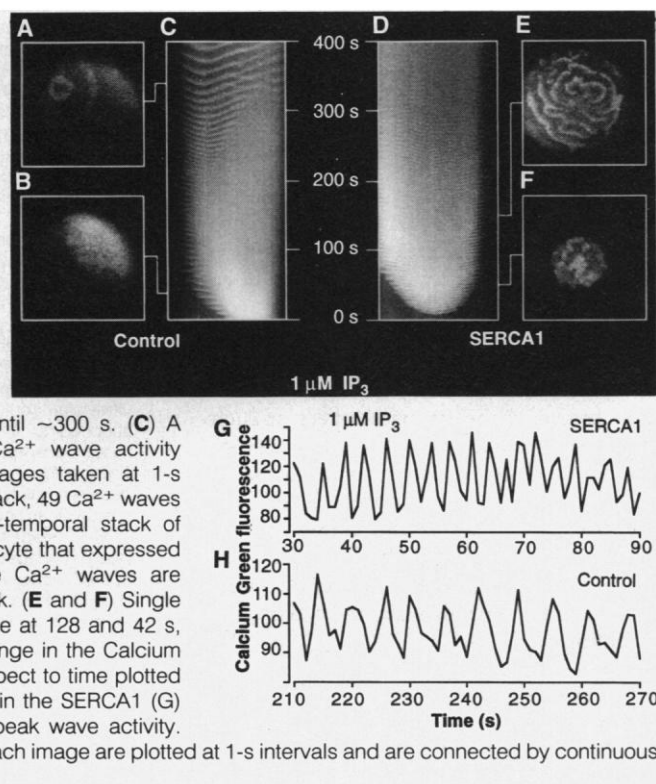 A
C
400 s
D
E
300 s
B
200 s
F
100 s
0 s
Control
SERCA1
1 µM IP3
until ~300 s. (C) A
Ca2+ wave activity
ages taken at 1-s
ack, 49 Ca2+ waves
-temporal stack of
cyte that expressed
e Ca2+ waves are
k. (E and F) Single
e at 128 and 42 s,
nge in the Calcium
pect to time plotted
in the SERCA1 (G)
peak wave activity.
ach image are plotted at 1-s intervals and are connected by continuous
G
1 µM IP3
SERCA1
140
120
100
80
30 40 50 60 70 80 90
H
Control
120
110
100
90
210 220 230 240 250 260 270
Time (s)
Calcium Green fluorescence